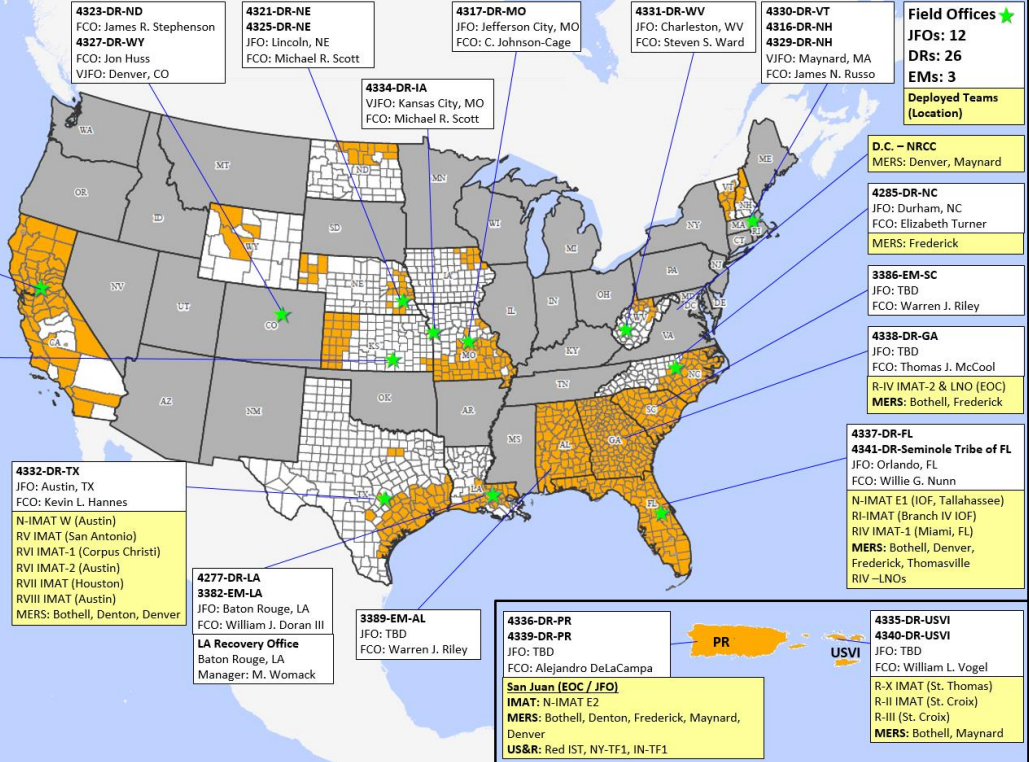 4323-DR-ND
FCO: James R. Stephenson
4327-DR-WY
FCO: Jon Huss
VJFO: Denver, CO
4321-DR-NE
4325-DR-NE
JFO: Lincoln, NE
FCO: Michael R. Scott
4317-DR-MO
JFO: Jefferson City, MO
FCO: C. Johnson-Cage
4331-DR-WV
JFO: Charleston, WV
FCO: Steven S. Ward
4330-DR-VT
4316-DR-NH
4329-DR-NH
VJFO: Maynard, MA
FCO: James N. Russo
Field Offices
JFOs: 12
DRs: 26
EMs: 3
Deployed Teams
(Location)
4334-DR-IA
VJFO: Kansas City, MO
FCO: Michael R. Scott
D.C. – NRCC
MERS: Denver, Maynard
4285-DR-NC
JFO: Durham, NC
FCO: Elizabeth Turner
MERS: Frederick
3386-EM-SC
JFO: TBD
FCO: Warren J. Riley
4338-DR-GA
JFO: TBD
FCO: Thomas J. McCool
R-IV IMAT-2 & LNO (EOC)
MERS: Bothell, Frederick
4337-DR-FL
4341-DR-Seminole Tribe of FL
JFO: Orlando, FL
FCO: Willie G. Nunn
N-IMAT E1 (IOF, Tallahassee)
RI-IMAT (Branch IV IOF)
RIV IMAT-1 (Miami, FL)
MERS: Bothell, Denver,
Frederick, Thomasville
RIV –LNOs
WA
MT
ND
MN
ME
OR
ID
WY
SD
WI
MI
VT
NH
NY
MA
RI
CT
NV
UT
CO
NE
IA
IL
IN
OH
PA
NJ
MD
DC
DE
WV
VA
CA
KS
MO
KY
NC
TN
AZ
NM
OK
AR
SC
MS
AL
GA
TX
LA
FL
4332-DR-TX
JFO: Austin, TX
FCO: Kevin L. Hannes
N-IMAT W (Austin)
RV IMAT (San Antonio)
RVI IMAT-1 (Corpus Christi)
RVI IMAT-2 (Austin)
RVII IMAT (Houston)
RVIII IMAT (Austin)
MERS: Bothell, Denton, Denver
4277-DR-LA
3382-EM-LA
JFO: Baton Rouge, LA
FCO: William J. Doran III
LA Recovery Office
Baton Rouge, LA
Manager: M. Womack
3389-EM-AL
JFO: TBD
FCO: Warren J. Riley
4336-DR-PR
4339-DR-PR
JFO: TBD
FCO: Alejandro DeLaCampa
San Juan (EOC / JFO)
IMAT: N-IMAT E2
MERS: Bothell, Denton, Frederick, Maynard,
Denver
US&R: Red IST, NY-TF1, IN-TF1
PR
USVI
4335-DR-USVI
4340-DR-USVI
JFO: TBD
FCO: William L. Vogel
R-X IMAT (St. Thomas)
R-II IMAT (St. Croix)
R-III (St. Croix)
MERS: Bothell, Maynard